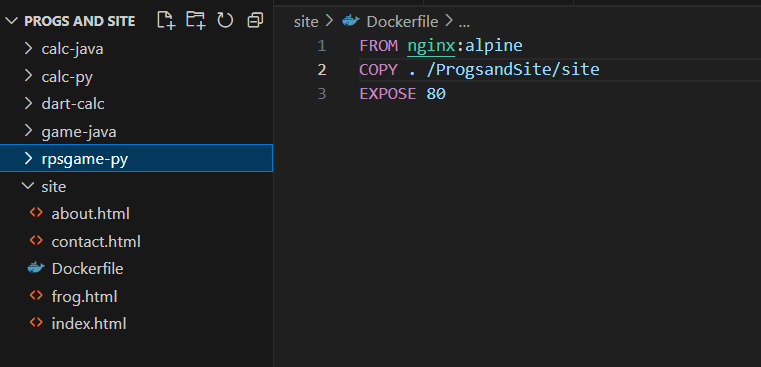 PROGS AND SITE
calc-java
calc-py
dart-calc
game-java
rpsgame-py
site
about.html
contact.html
Dockerfile
frog.html
index.html
site > Dockerfile > ...
1 FROM nginx:alpine
2 COPY . /ProgsandSite/site
3 EXPOSE 80